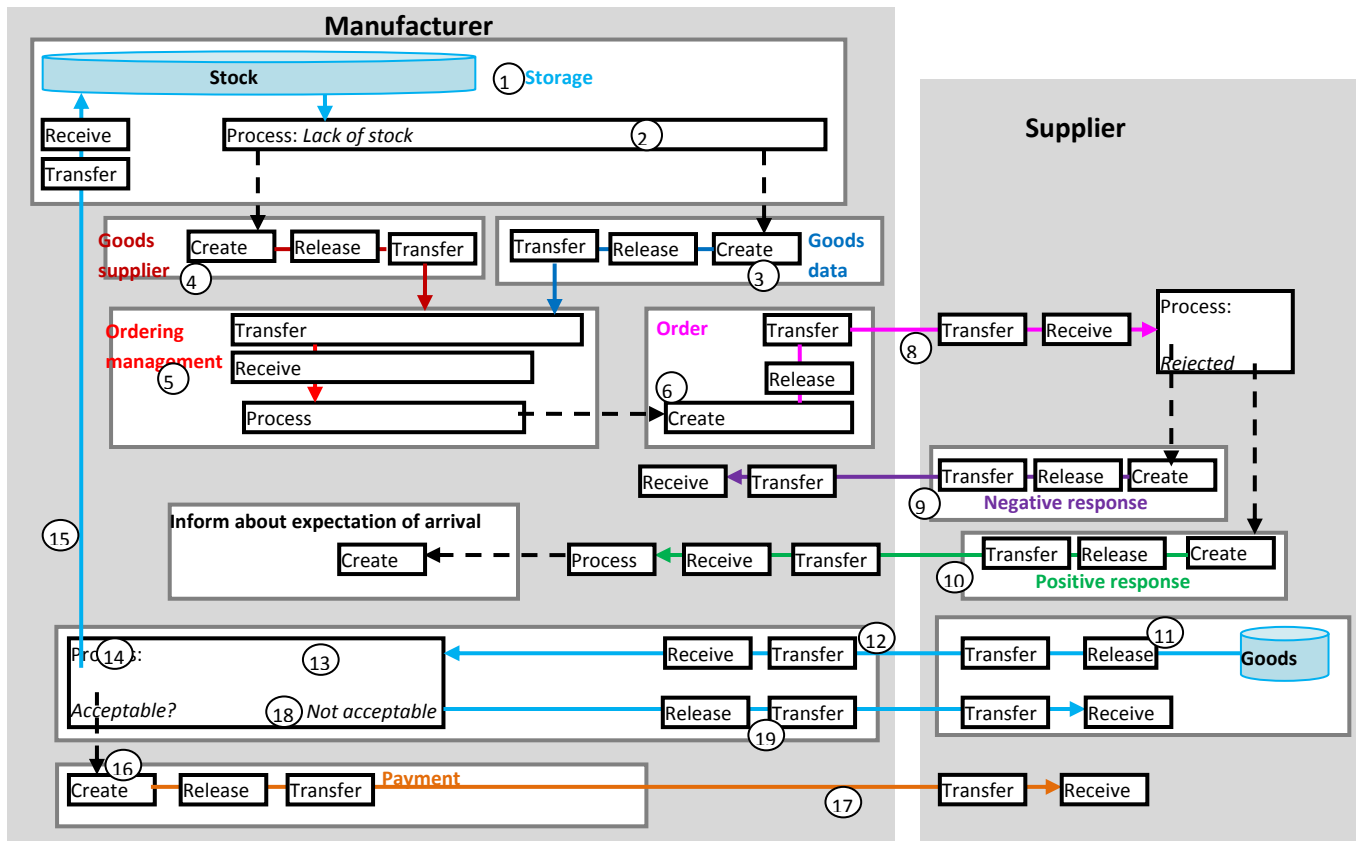 Manufacturer
Stock
1
Storage
Receive
Process: Lack of stock
2
Transfer
Supplier
Goods
supplier
4
Create
Release
Transfer
Transfer
Release
Create
3
Goods
data
Ordering
management
5
Transfer
Receive
Process
Order
Transfer
Release
6
Create
8
Transfer
Receive
Process:
Rejected
Receive
Transfer
Transfer
Release
Create
9
Negative response
Inform about expectation of arrival
Create
Process
Receive
Transfer
Transfer
Release
Create
10
Positive response
15
14
13
Acceptable?
18
Not acceptable
Receive
Transfer
12
Transfer
Release
11
Goods
Release
Transfer
19
Transfer
Receive
16
Create
Release
Transfer
Payment
17
Transfer
Receive